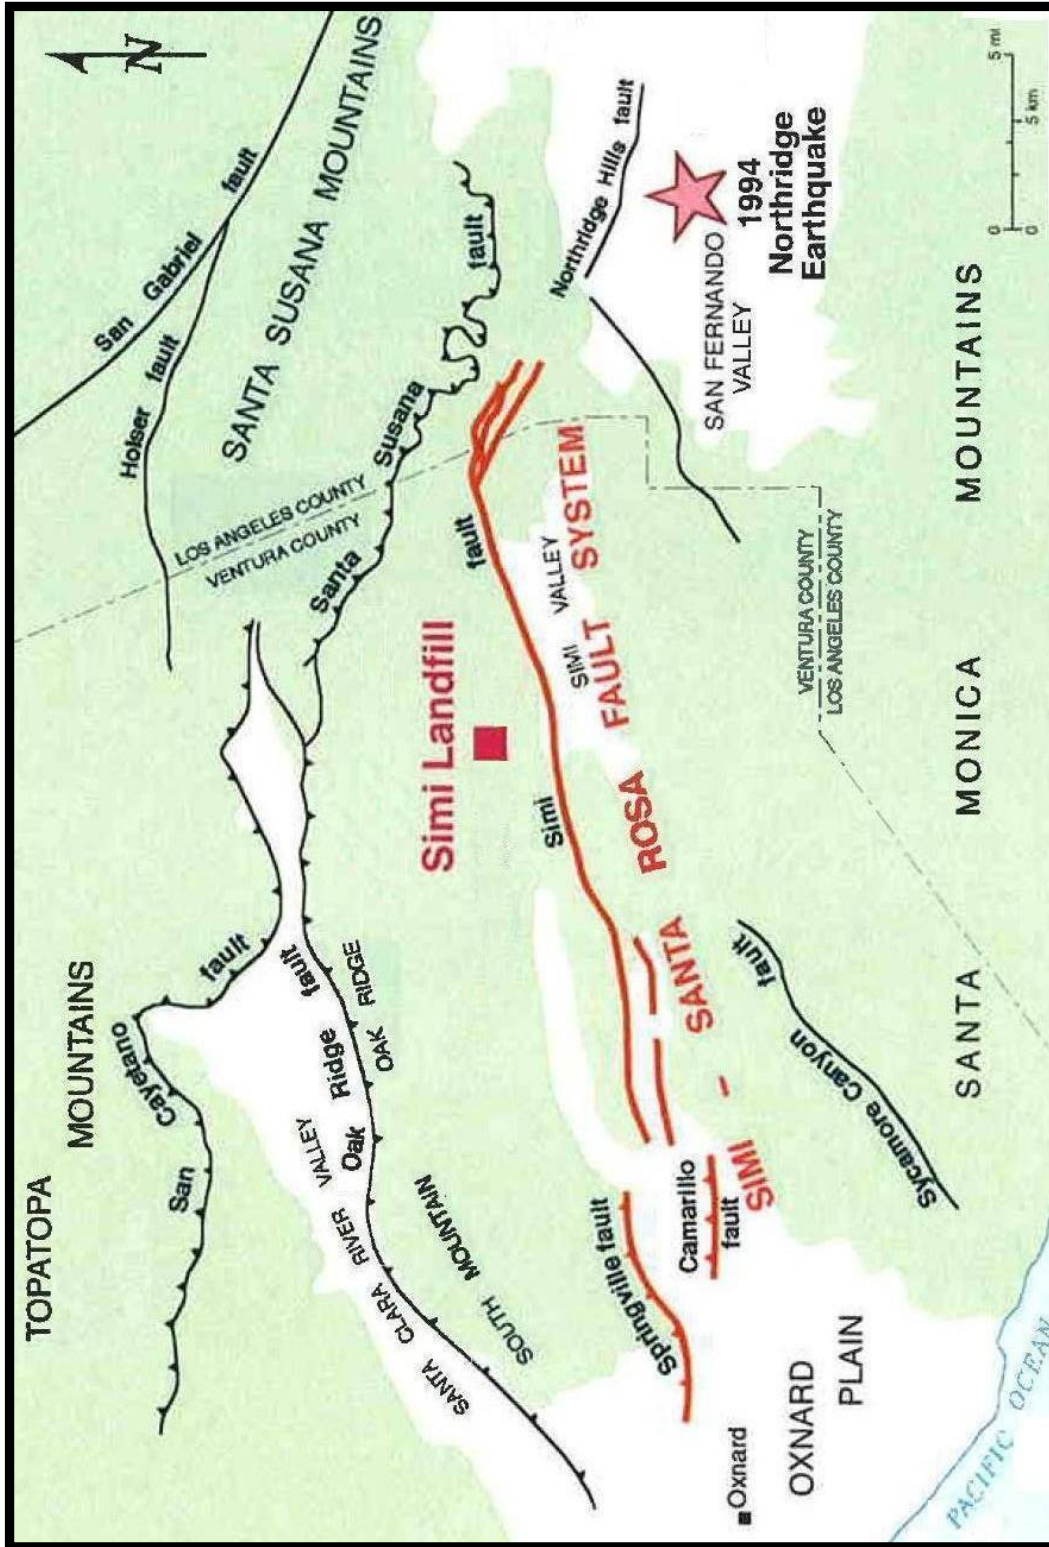 TOPATOPA
MOUNTAINS
San
Cayetano
fault
SANTA CLARA RIVER VALLEY
Oak
Ridge
fault
OAK RIDGE
SOUTH MOUNTAIN
Holser
fault
San
Gabriel
fault
N
SANTA SUSANA MOUNTAINS
LOS ANGELES COUNTY
VENTURA COUNTY
Santa
Susana
fault
Simi Landfill
Simi
fault
SIMI VALLEY
SIMI - SANTA ROSA FAULT SYSTEM
Springville fault
Camarillo
fault
Oxnard
OXNARD
PLAIN
Sycamore Canyon
fault
Northridge Hills fault
SAN FERNANDO
VALLEY
1994
Northridge
Earthquake
VENTURA COUNTY
LOS ANGELES COUNTY
SANTA MONICA MOUNTAINS
PACIFIC OCEAN
0
5 mi
0
5 km